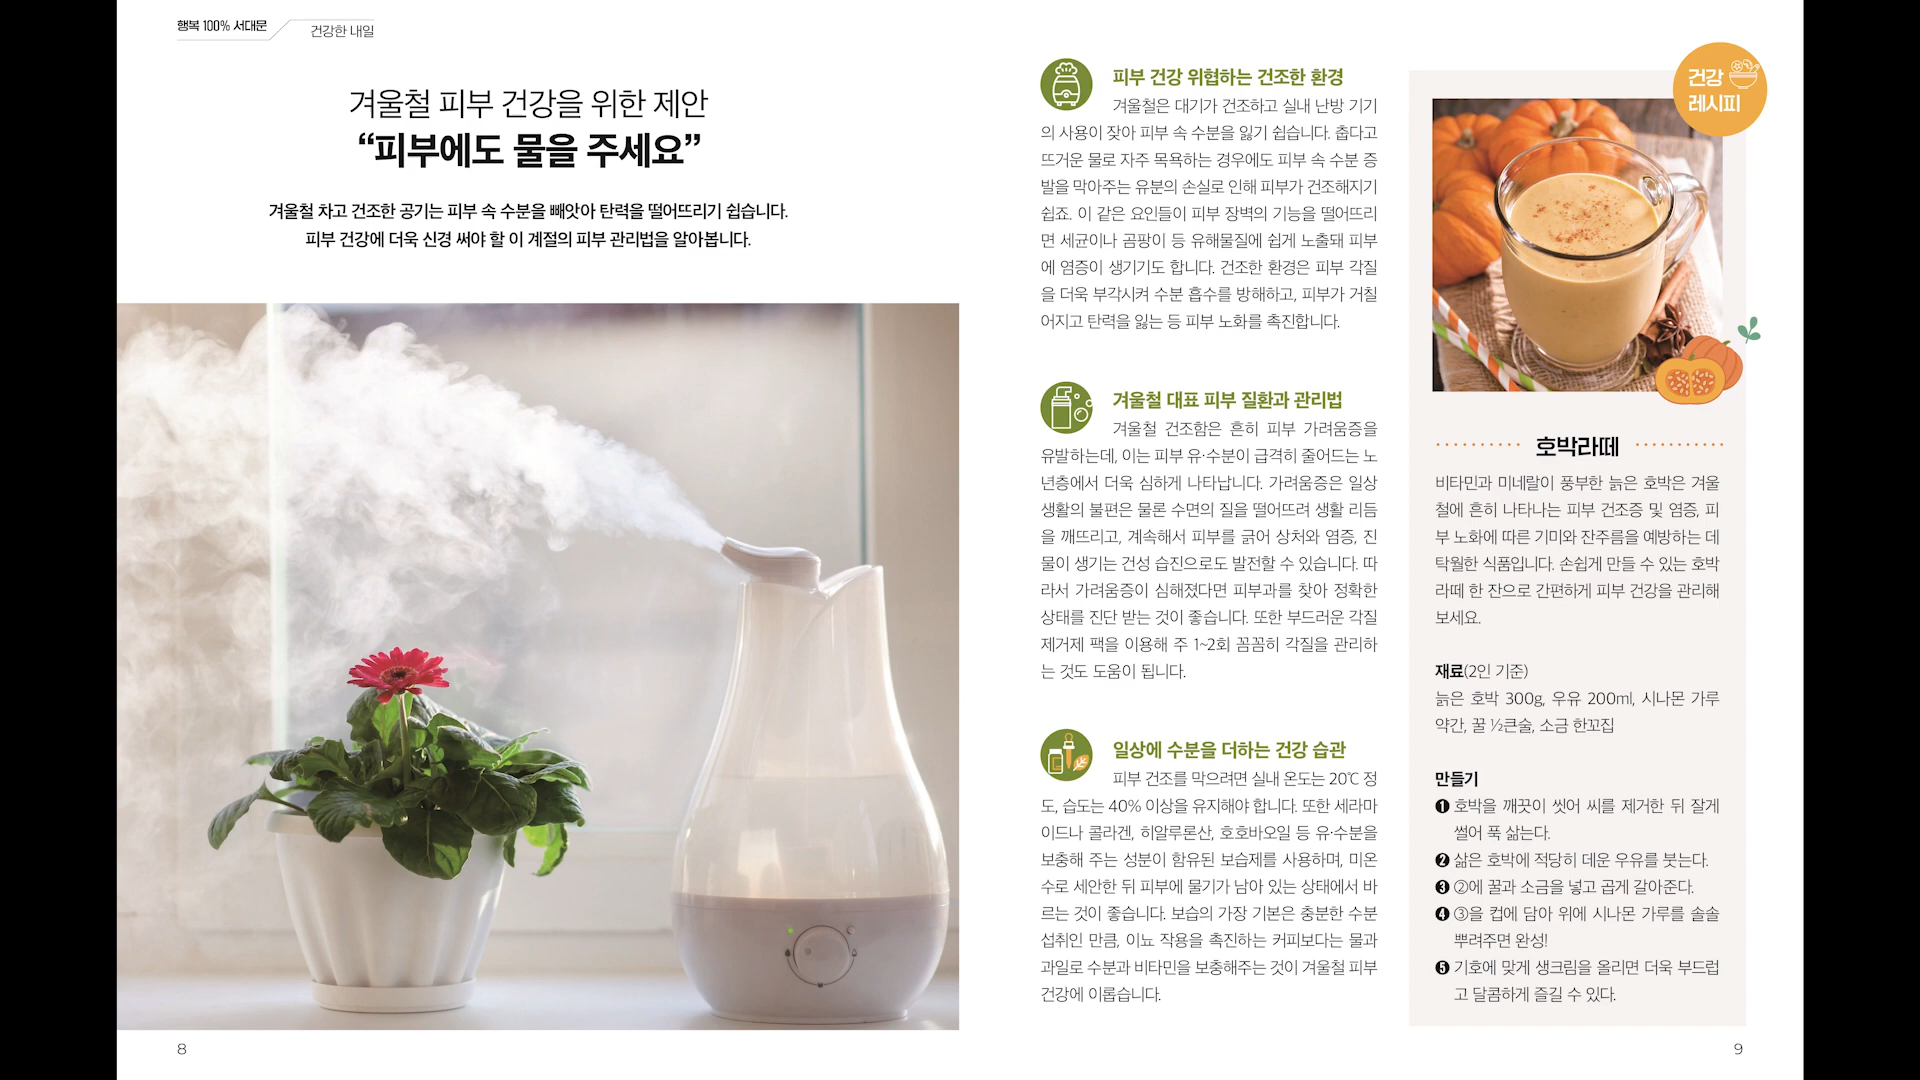 행복 100% 서대문
건강한 내일
겨울철 피부 건강을 위한 제안
“피부에도 물을 주세요”
겨울철 차고 건조한 공기는 피부 속 수분을 빼앗아 탄력을 떨어뜨리기 쉽습니다.
피부 건강에 더욱 신경 써야 할 이 계절의 피부 관리법을 알아봅니다.
8
피부 건강 위협하는 건조한 환경
겨울철은 대기가 건조하고 실내 난방 기기
의 사용이 잦아 피부 속 수분을 잃기 쉽습니다. 춥다고
뜨거운 물로 자주 목욕하는 경우에도 피부 속 수분 증
발을 막아주는 유분의 손실로 인해 피부가 건조해지기
쉽죠. 이 같은 요인들이 피부 장벽의 기능을 떨어뜨리
면 세균이나 곰팡이 등 유해물질에 쉽게 노출돼 피부
에 염증이 생기기도 합니다. 건조한 환경은 피부 각질
을 더욱 부각시켜 수분 흡수를 방해하고, 피부가 거칠
어지고 탄력을 잃는 등 피부 노화를 촉진합니다.
겨울철 대표 피부 질환과 관리법
겨울철 건조함은 흔히 피부 가려움증을
유발하는데, 이는 피부 유·수분이 급격히 줄어드는 노
년층에서 더욱 심하게 나타납니다. 가려움증은 일상
생활의 불편은 물론 수면의 질을 떨어뜨려 생활 리듬
을 깨뜨리고, 계속해서 피부를 긁어 상처와 염증, 진
물이 생기는 건성 습진으로도 발전할 수 있습니다. 따
라서 가려움증이 심해졌다면 피부과를 찾아 정확한
상태를 진단 받는 것이 좋습니다. 또한 부드러운 각질
제거제 팩을 이용해 주 1~2회 꼼꼼히 각질을 관리하
는 것도 도움이 됩니다.
일상에 수분을 더하는 건강 습관
피부 건조를 막으려면 실내 온도는 20℃ 정
도, 습도는 40% 이상을 유지해야 합니다. 또한 세라마
이드나 콜라겐, 히알루론산, 호호바오일 등 유·수분을
보충해 주는 성분이 함유된 보습제를 사용하며, 미온
수로 세안한 뒤 피부에 물기가 남아 있는 상태에서 바
르는 것이 좋습니다. 보습의 가장 기본은 충분한 수분
섭취인 만큼, 이뇨 작용을 촉진하는 커피보다는 물과
과일로 수분과 비타민을 보충해주는 것이 겨울철 피부
건강에 이롭습니다.
건강
레시피
호박라떼
비타민과 미네랄이 풍부한 늙은 호박은 겨울
철에 흔히 나타나는 피부 건조증 및 염증, 피
부 노화에 따른 기미와 잔주름을 예방하는 데
탁월한 식품입니다. 손쉽게 만들 수 있는 호박
라떼 한 잔으로 간편하게 피부 건강을 관리해
보세요.
재료(2인 기준)
늙은 호박 300g, 우유 200ml, 시나몬 가루
약간, 꿀 ½큰술, 소금 한꼬집
만들기
❶ 호박을 깨끗이 씻어 씨를 제거한 뒤 잘게
썰어 푹 삶는다.
❷ 삶은 호박에 적당히 데운 우유를 붓는다.
❸ ②에 꿀과 소금을 넣고 곱게 갈아준다.
❹ ③을 컵에 담아 위에 시나몬 가루를 솔솔
뿌려주면 완성!
❺ 기호에 맞게 생크림을 올리면 더욱 부드럽
고 달콤하게 즐길 수 있다.
9